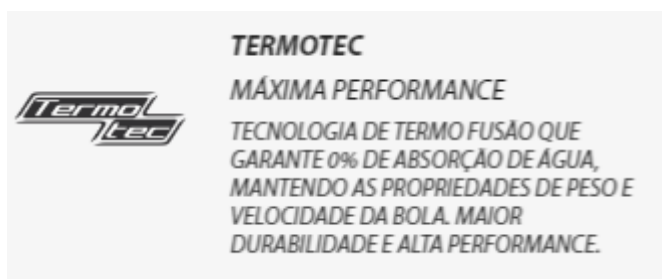 Termo
tec
TERMOTEC
MÁXIMA PERFORMANCE
TECNOLOGIA DE TERMO FUSÃO QUE
GARANTE 0% DE ABSORÇÃO DE ÁGUA,
MANTENDO AS PROPRIEDADES DE PESO E
VELOCIDADE DA BOLA. MAIOR
DURABILIDADE E ALTA PERFORMANCE.